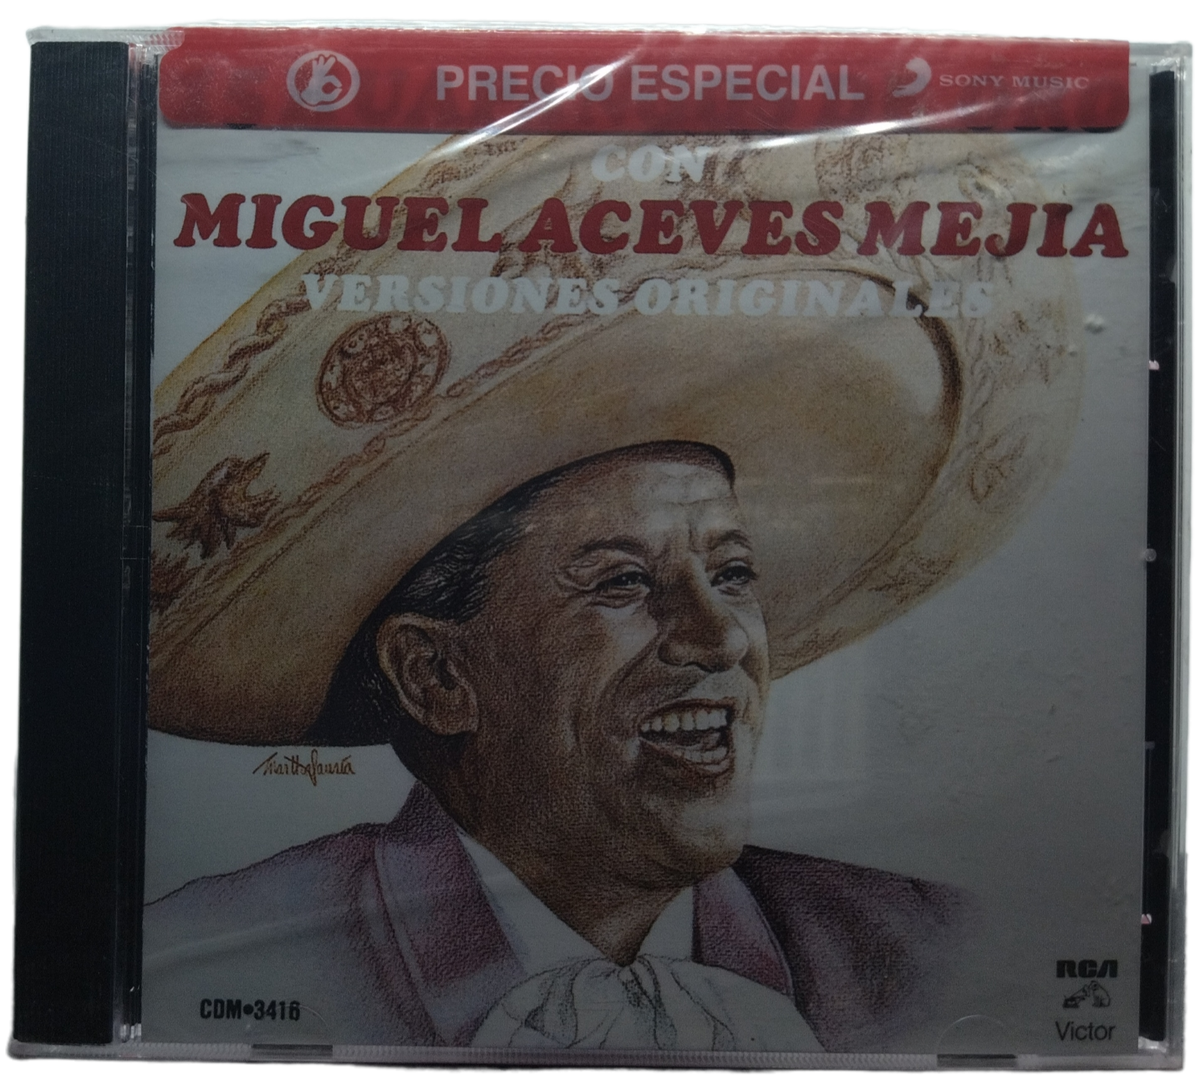 PRECIO ESPECIAL
SONY MUSIC
CON
MIGUEL ACEVES MEJIA
VERSIONES ORIGINALES
CDM•3416
RCA
Victor